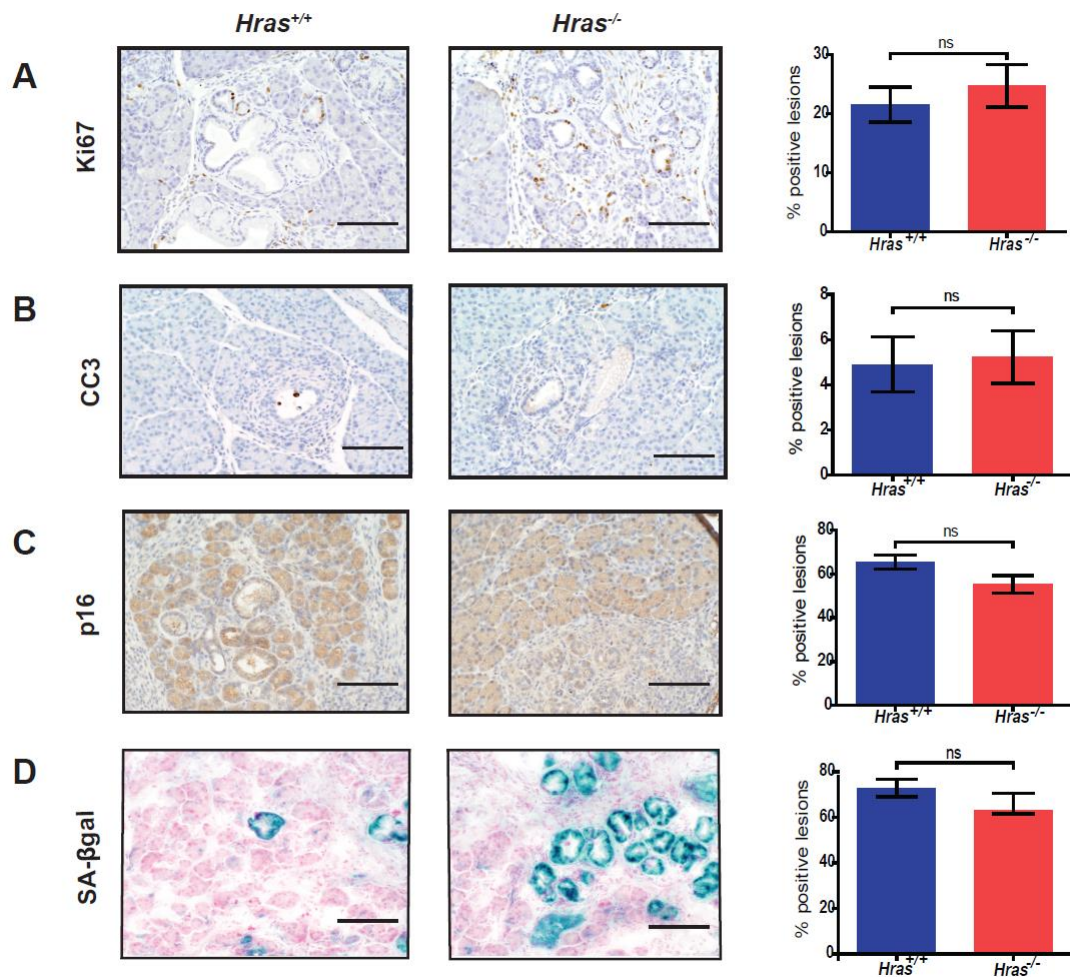 Hras+/+ Hras-/-
A
Ki67
% positive lesions
30
20
10
0
ns
Hras+/+ Hras-/-
B
CC3
% positive lesions
8
6
4
2
0
ns
Hras+/+ Hras-/-
C
p16
% positive lesions
80
60
40
20
0
ns
Hras+/+ Hras-/-
D
SA-βgal
% positive lesions
80
60
40
20
0
ns
Hras+/+ Hras-/-